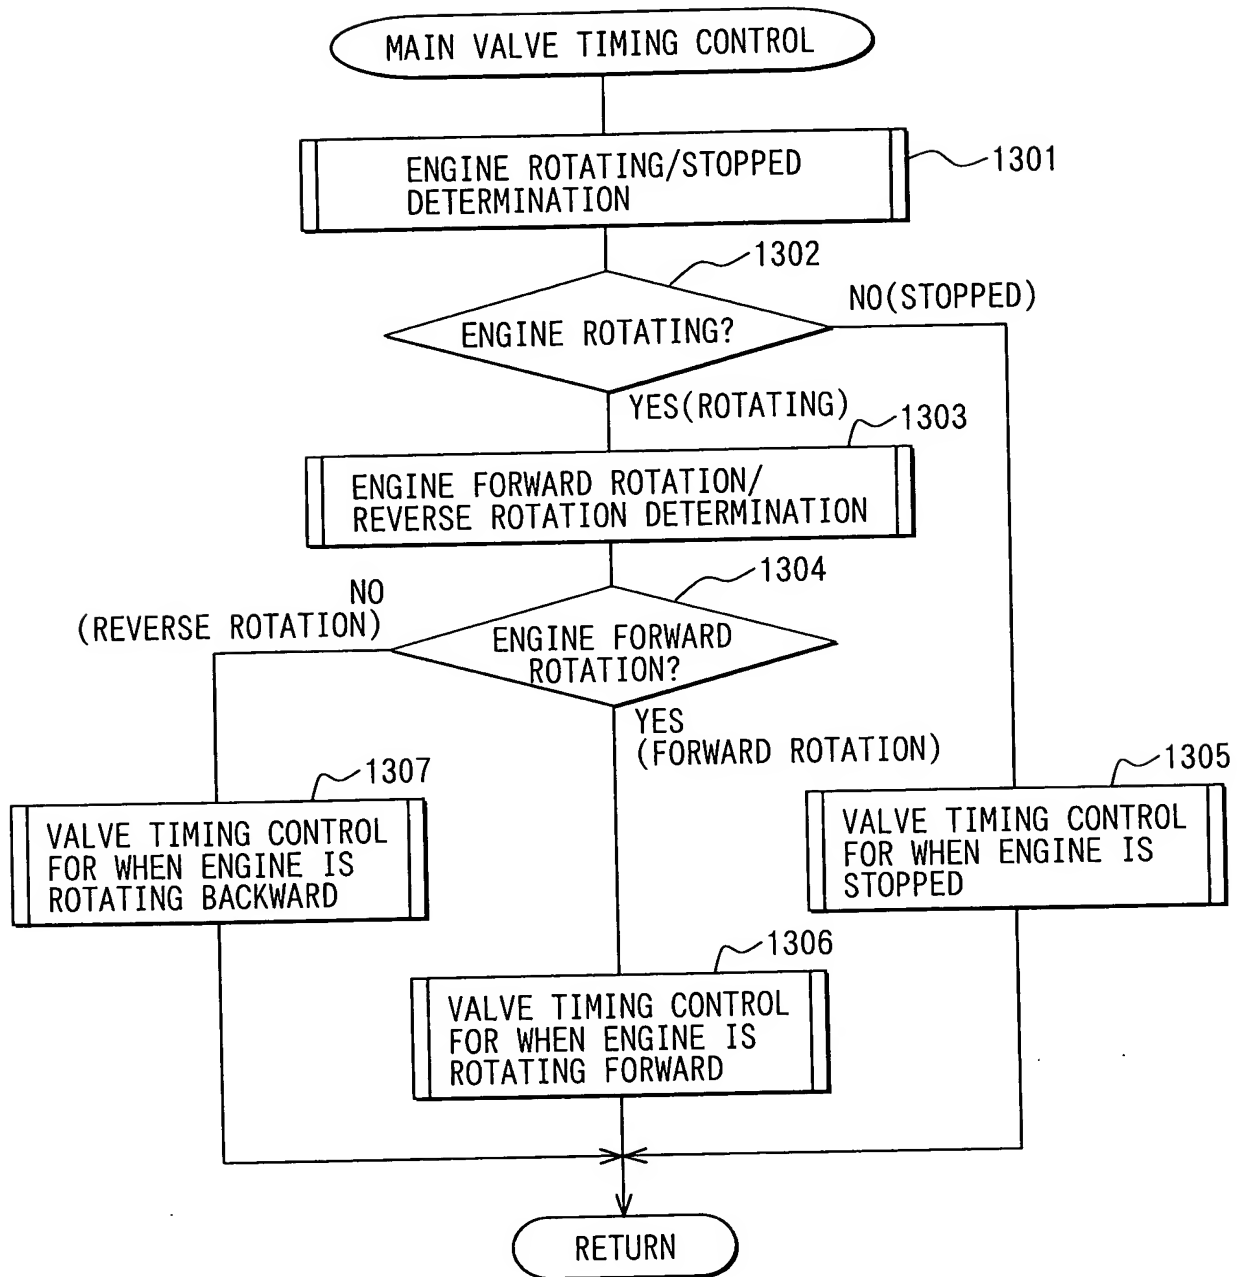 MAIN VALVE TIMING CONTROL
ENGINE ROTATING/STOPPED
DETERMINATION
1301
1302
ENGINE ROTATING?
NO(STOPPED)
YES(ROTATING)
1303
ENGINE FORWARD ROTATION/
REVERSE ROTATION DETERMINATION
1304
NO
(REVERSE ROTATION)
ENGINE FORWARD
ROTATION?
YES
(FORWARD ROTATION)
1307
VALVE TIMING CONTROL
FOR WHEN ENGINE IS
ROTATING BACKWARD
1305
VALVE TIMING CONTROL
FOR WHEN ENGINE IS
STOPPED
1306
VALVE TIMING CONTROL
FOR WHEN ENGINE IS
ROTATING FORWARD
RETURN